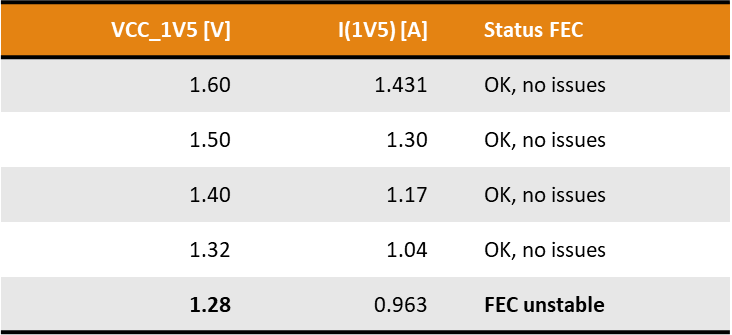 VCC_1V5 [V] I(1V5) [A] Status FEC
1.60 1.431 OK, no issues
1.50 1.30 OK, no issues
1.40 1.17 OK, no issues
1.32 1.04 OK, no issues
1.28 0.963 FEC unstable